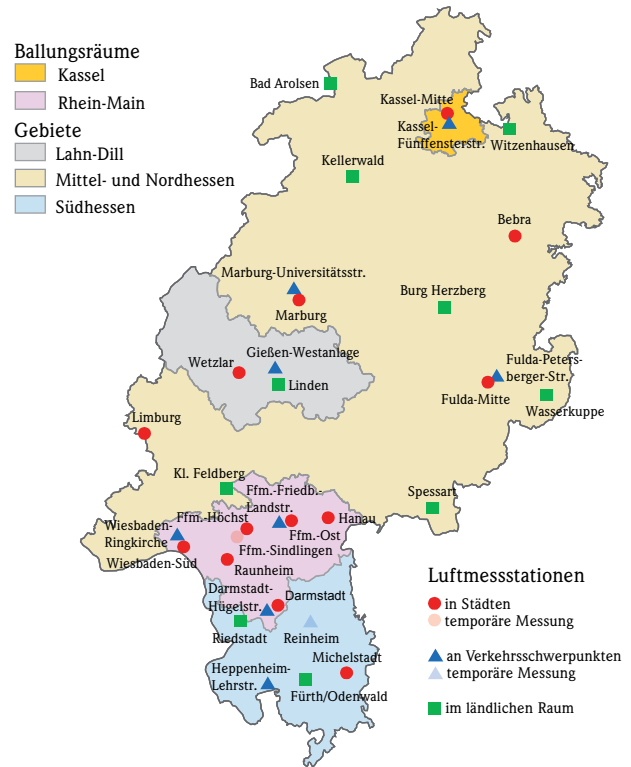 Ballungsräume
Kassel
Rhein-Main
Gebiete
Lahn-Dill
Mittel- und Nordhessen
Südhessen
Bad Arolsen
Kassel-Mitte
Kassel-
Fünffensterstr.
Witzenhausen
Kellerwald
Bebra
Marburg-Universitätsstr.
Marburg
Burg Herzberg
Wetzlar
Gießen-Westanlage
Linden
Fulda-Peters-
berger-Str.
Fulda-Mitte
Wasserkuppe
Limburg
Kl. Feldberg
Spessart
Ffm.-Friedb.-
Landstr.
Ffm.-Höchst
Hanau
Ffm.-Ost
Wiesbaden-
Ringkirche
Ffm.-Sindlingen
Wiesbaden-Süd
Raunheim
Darmstadt-
Hügelstr.
Darmstadt
Riedstadt
Reinheim
Michelstadt
Heppenheim-
Lehrstr.
Fürth/Odenwald
Luftmessstationen
in Städten
temporäre Messung
an Verkehrsschwerpunkten
temporäre Messung
im ländlichen Raum